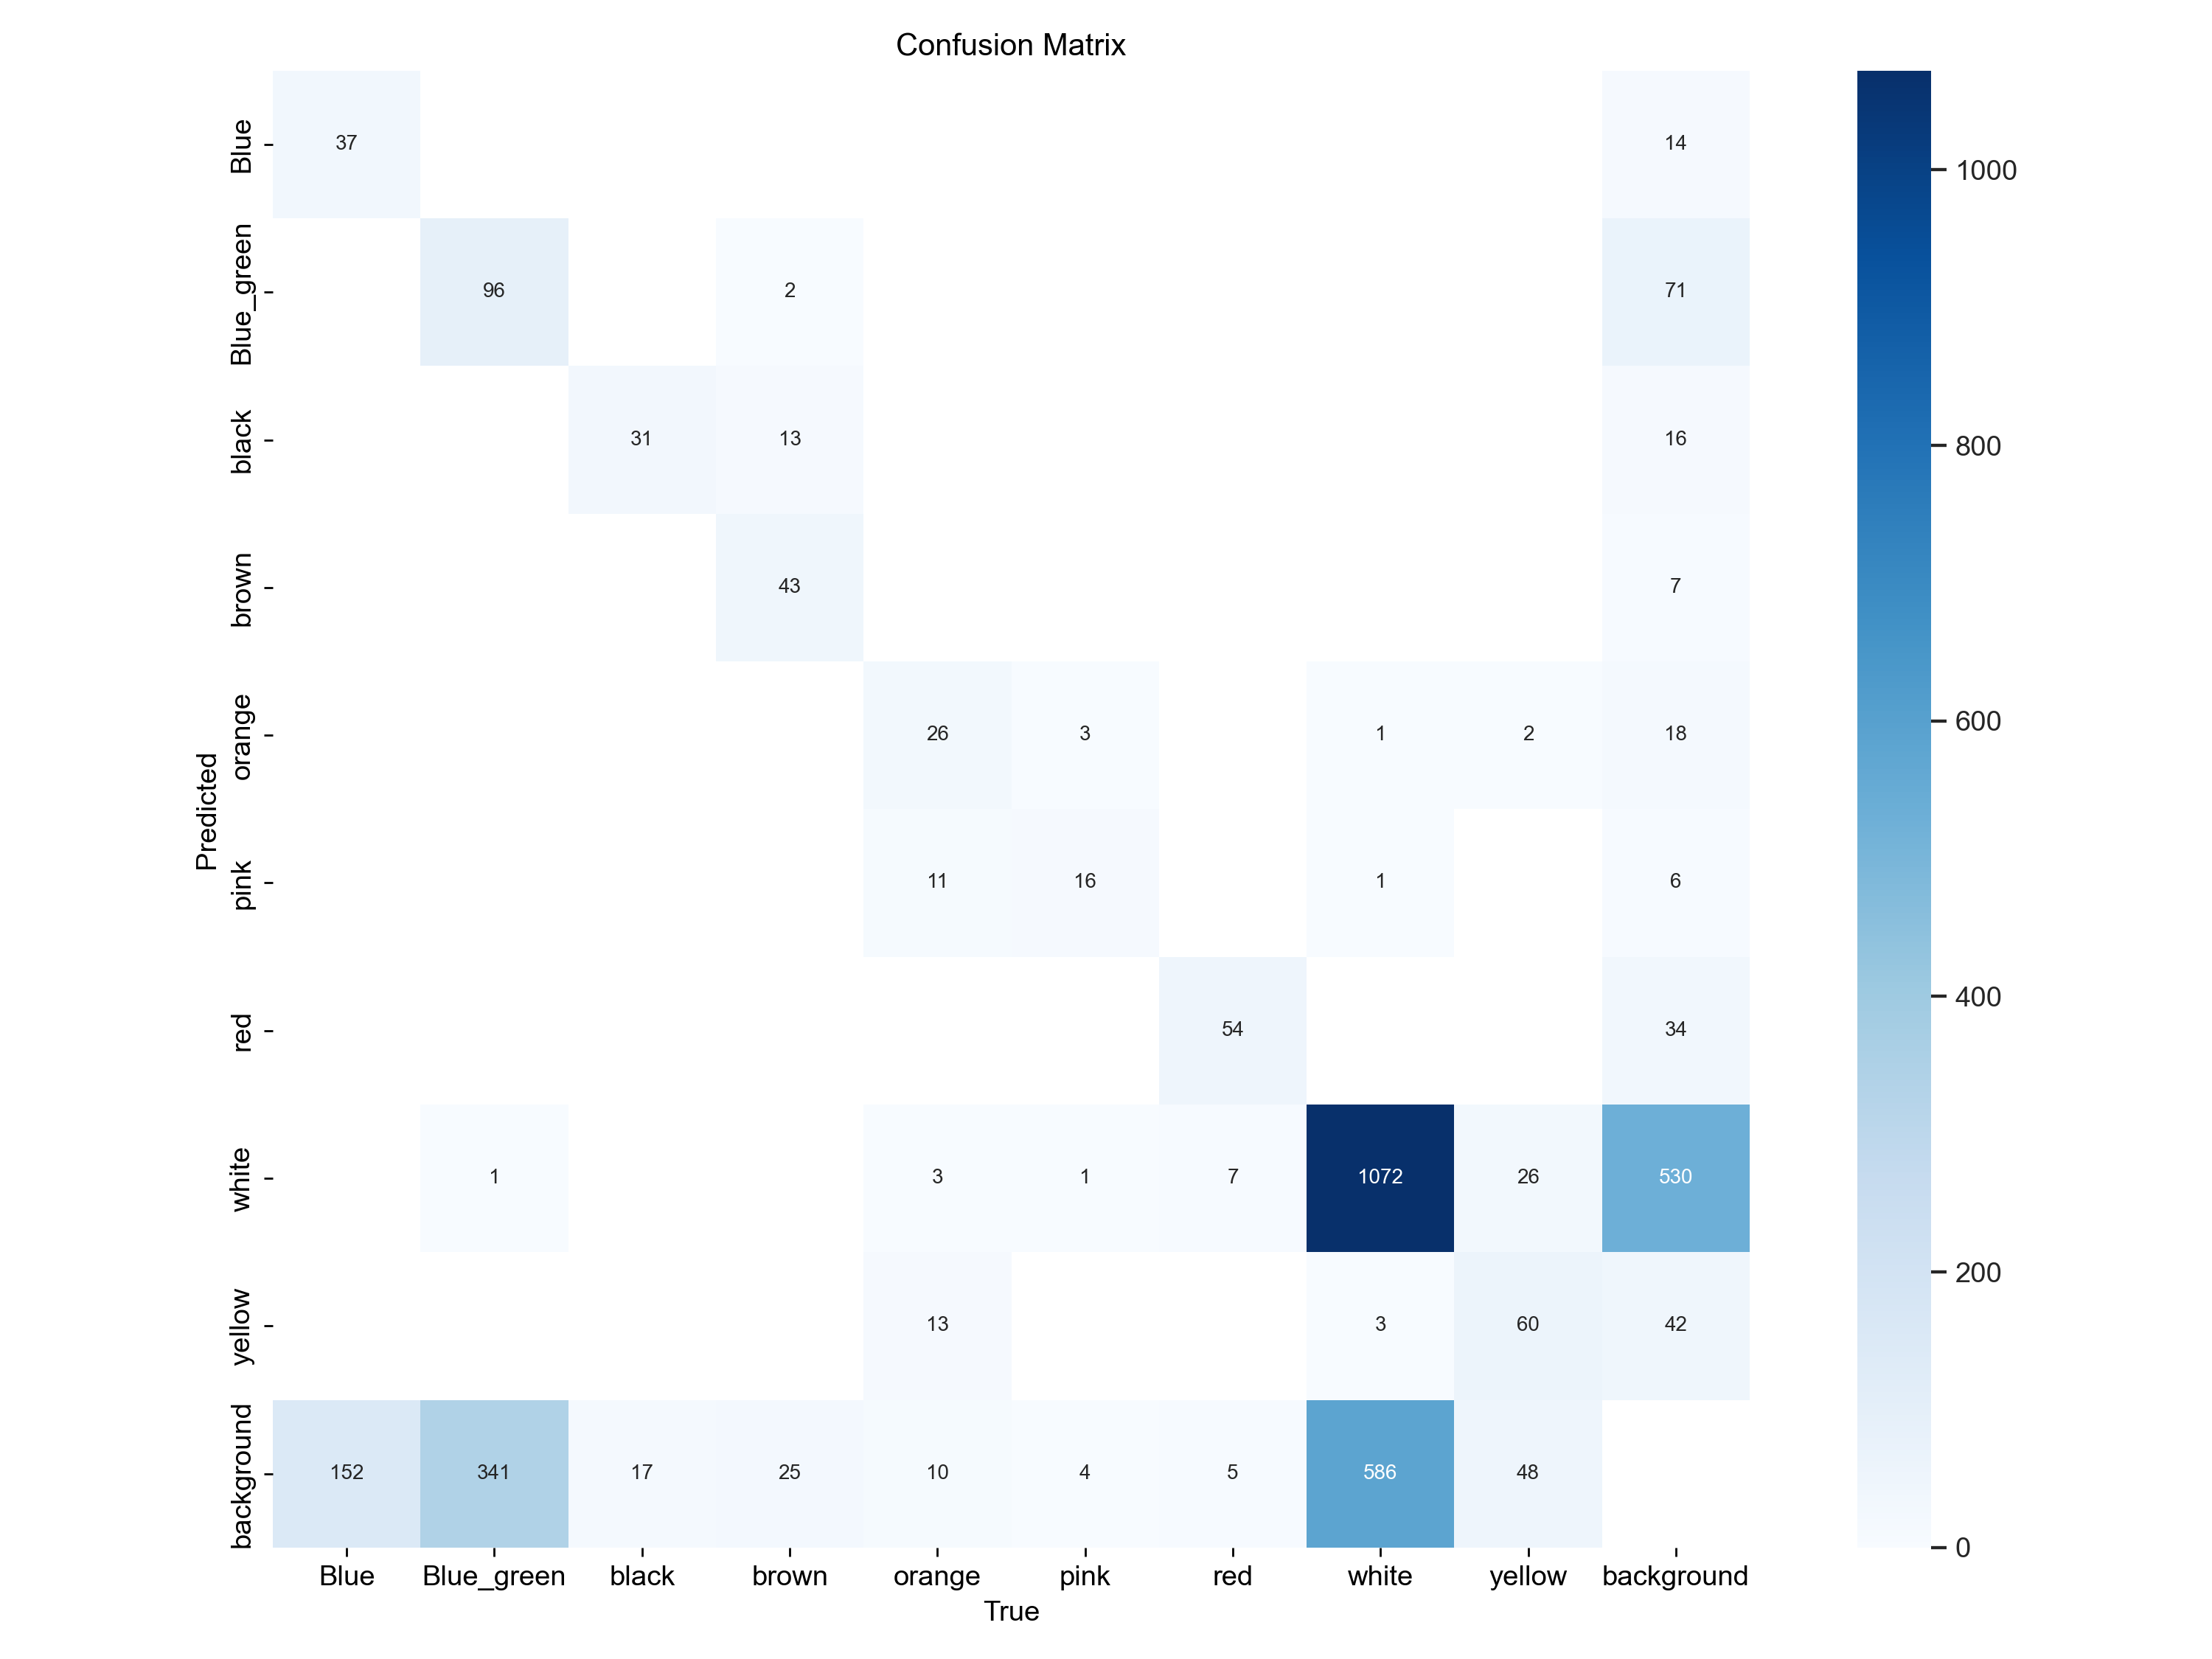 Confusion Matrix
Blue 37 14
Blue_green 96 2 71
black 31 13 16
brown 43 7
orange 26 3 1 2 18
pink 11 16 1 6
red 54 34
white 1 3 1 7 1072 26 530
yellow 13 3 60 42
background 152 341 17 25 10 4 5 586 48
Predicted
Blue Blue_green black brown orange pink red white yellow background
True
1000
800
600
400
200
0